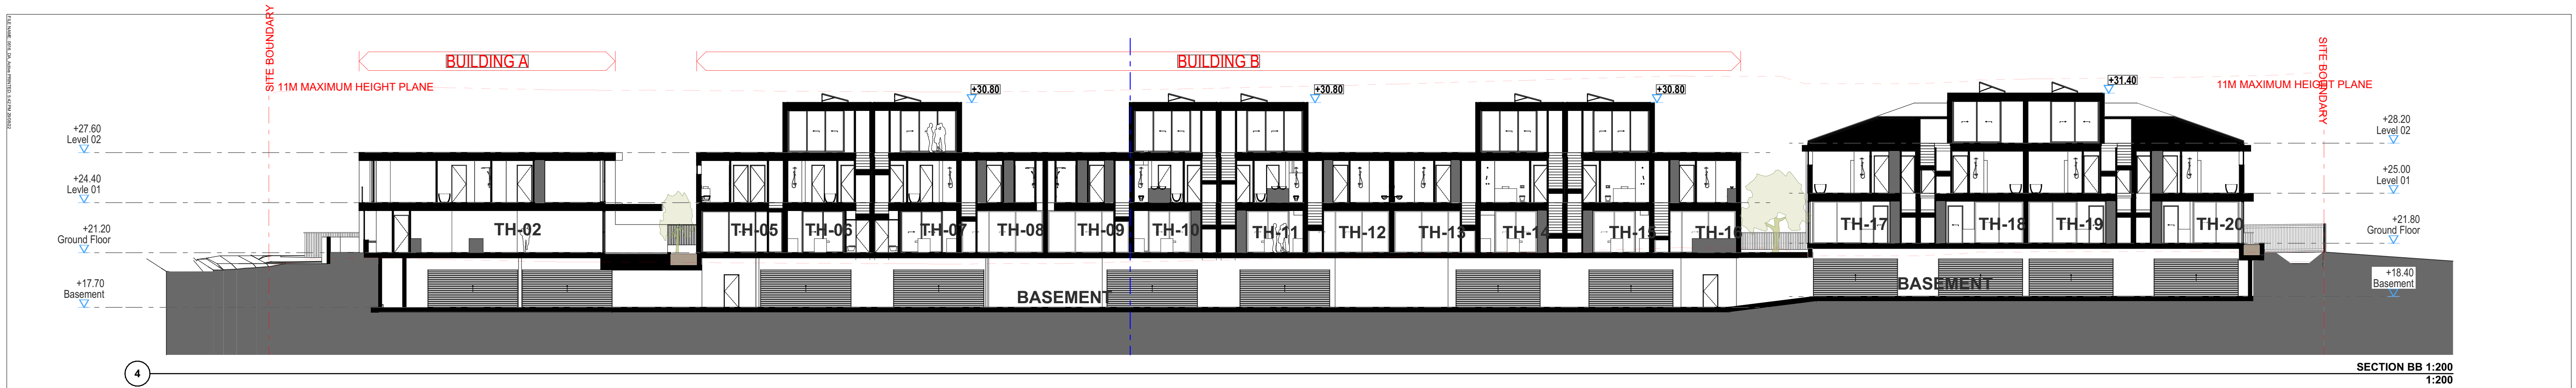 SITE BOUNDARY
BUILDING A
BUILDING B
SITE BOUNDARY
11M MAXIMUM HEIGHT PLANE
11M MAXIMUM HEIGHT PLANE
+30.80
+30.80
+30.80
+31.40
+27.60
Level 02
+28.20
Level 02
+24.40
Levle 01
+25.00
Level 01
+21.20
Ground Floor
+21.80
Ground Floor
TH-02
TH-05
TH-06
TH-07
TH-08
TH-09
TH-10
TH-11
TH-12
TH-13
TH-14
TH-15
TH-16
TH-17
TH-18
TH-19
TH-20
+17.70
Basement
BASEMENT
BASEMENT
+18.40
Basement
4
SECTION BB 1:200
1:200